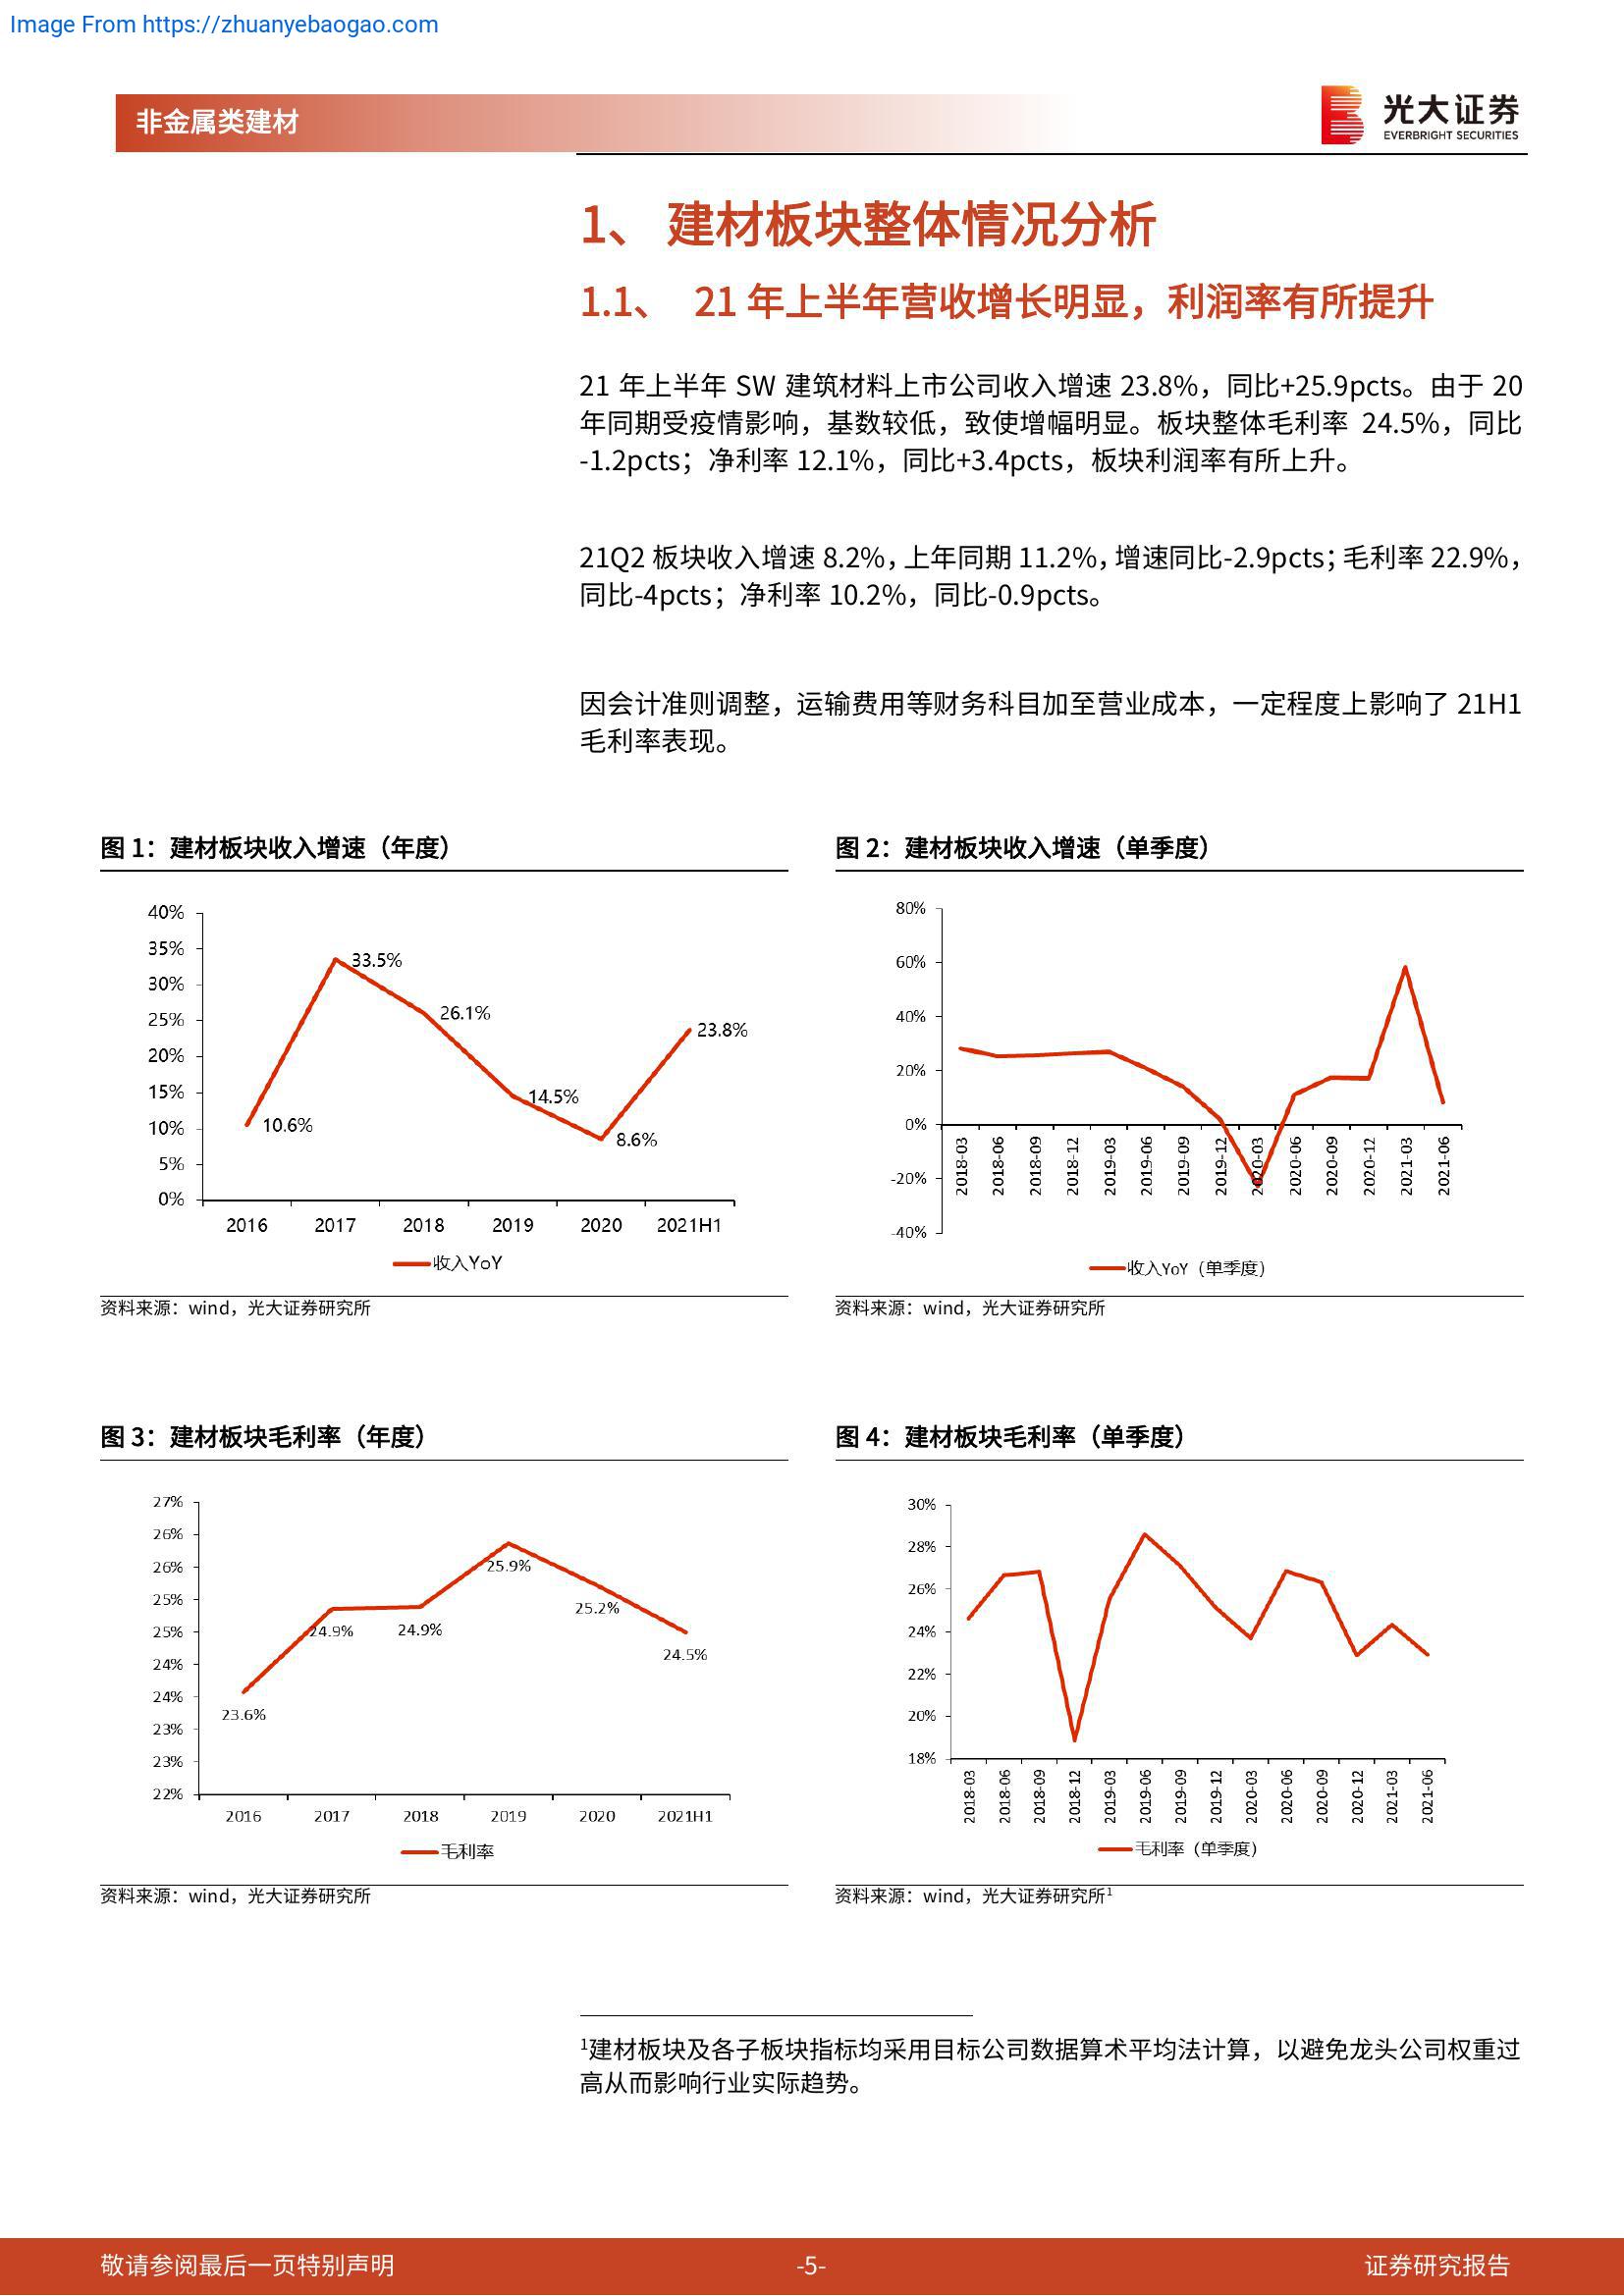 Image From https://zhuanyebaogao.com
非金属类建材
光大证券
EVERBRIGHT SECURITIES
1、 建材板块整体情况分析
1.1、 21 年上半年营收增长明显，利润率有所提升
21 年上半年 SW 建筑材料上市公司收入增速 23.8%，同比+25.9pcts。由于 20
年同期受疫情影响，基数较低，致使增幅明显。板块整体毛利率 24.5%，同比
-1.2pcts；净利率 12.1%，同比+3.4pcts，板块利润率有所上升。
21Q2 板块收入增速 8.2%，上年同期 11.2%，增速同比-2.9pcts；毛利率 22.9%，
同比-4pcts；净利率 10.2%，同比-0.9pcts。
因会计准则调整，运输费用等财务科目加至营业成本，一定程度上影响了 21H1
毛利率表现。
图 1：建材板块收入增速（年度）
40%
35%
30%
25%
20%
15%
10%
5%
0%
10.6%
33.5%
26.1%
14.5%
8.6%
23.8%
2016 2017 2018 2019 2020 2021H1
收入YoY
资料来源：wind，光大证券研究所
图 2：建材板块收入增速（单季度）
80%
60%
40%
20%
0%
-20%
-40%
2018-03
2018-06
2018-09
2018-12
2019-03
2019-06
2019-09
2019-12
2020-03
2020-06
2020-09
2020-12
2021-03
2021-06
收入YoY（单季度）
资料来源：wind，光大证券研究所
图 3：建材板块毛利率（年度）
27%
26%
26%
25%
25%
24%
24%
23%
23%
22%
23.6%
24.9%
24.9%
25.9%
25.2%
24.5%
2016 2017 2018 2019 2020 2021H1
毛利率
资料来源：wind，光大证券研究所
图 4：建材板块毛利率（单季度）
30%
28%
26%
24%
22%
20%
18%
2018-03
2018-06
2018-09
2018-12
2019-03
2019-06
2019-09
2019-12
2020-03
2020-06
2020-09
2020-12
2021-03
2021-06
毛利率（单季度）
资料来源：wind，光大证券研究所¹
¹建材板块及各子板块指标均采用目标公司数据算术平均法计算，以避免龙头公司权重过
高从而影响行业实际趋势。
敬请参阅最后一页特别声明
-5-
证券研究报告